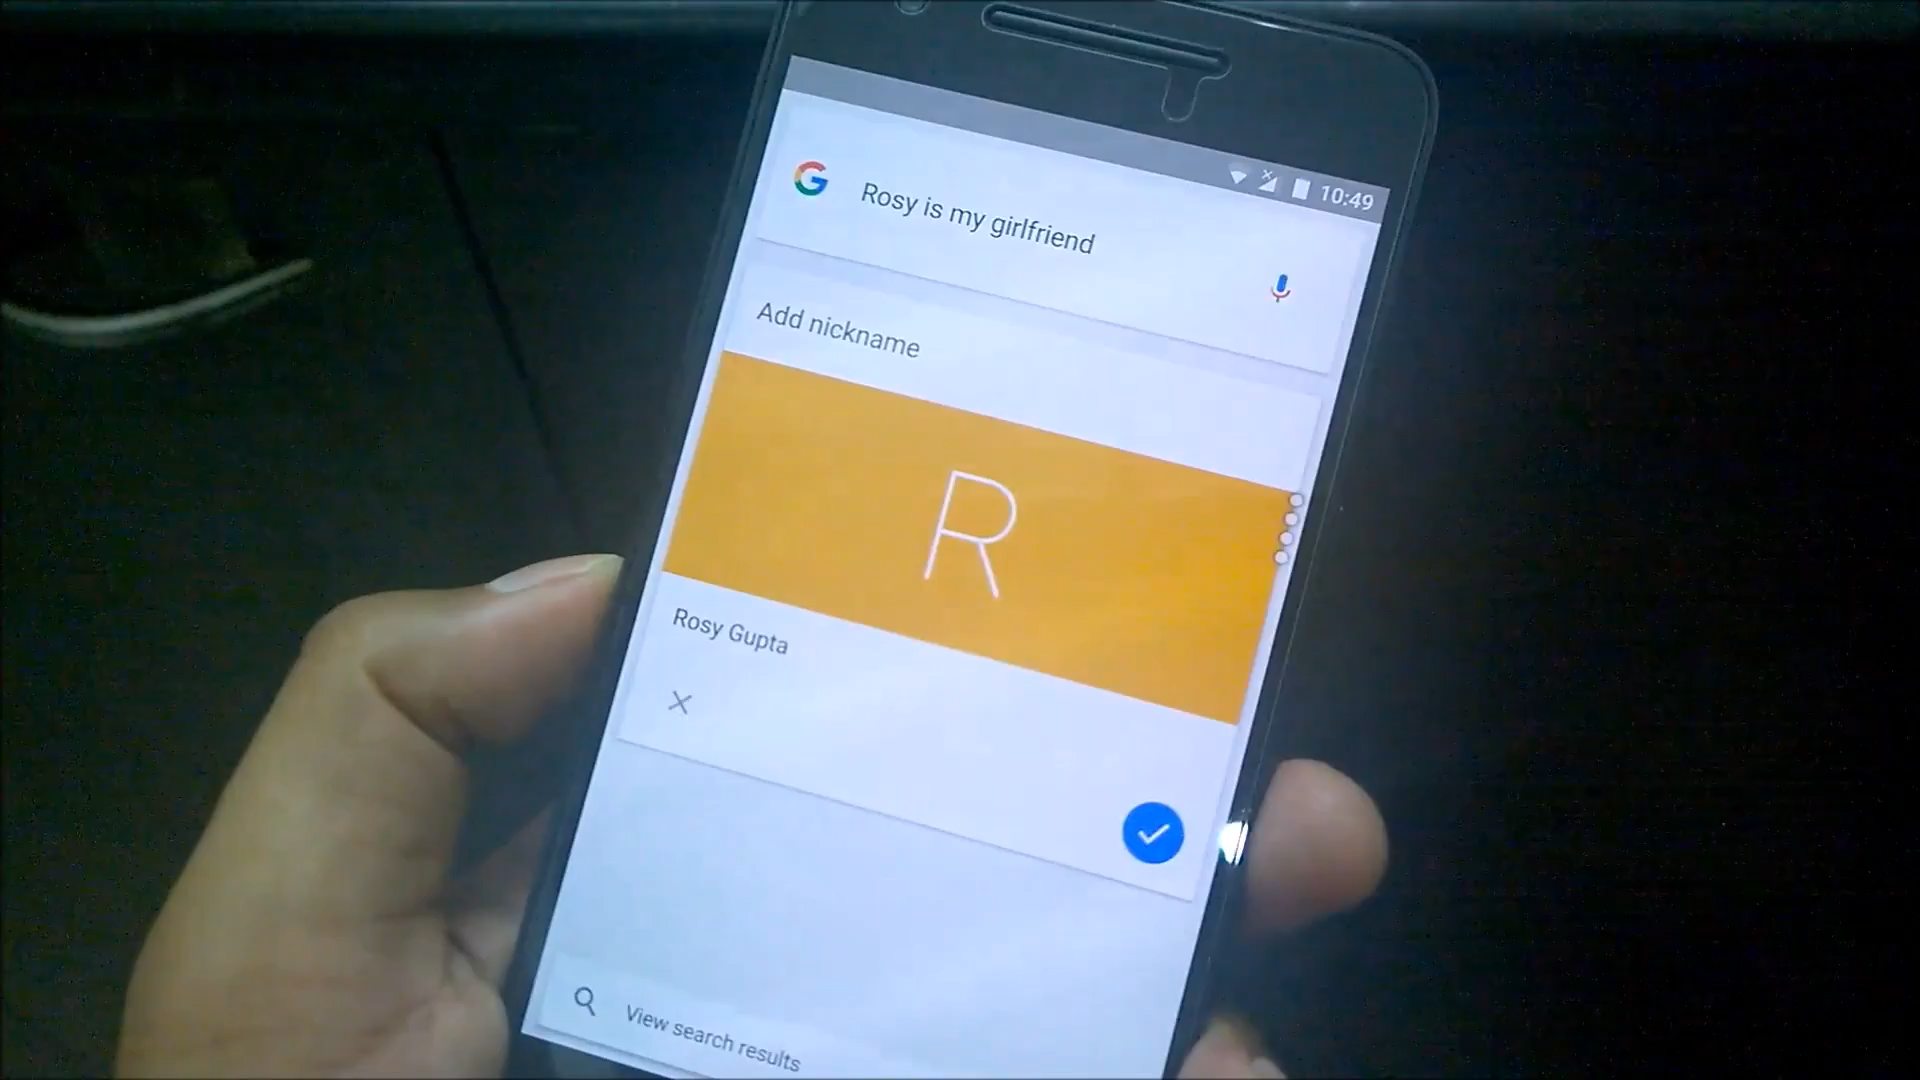 10:49
G Rosy is my girlfriend
Add nickname
R
Rosy Gupta
View search results